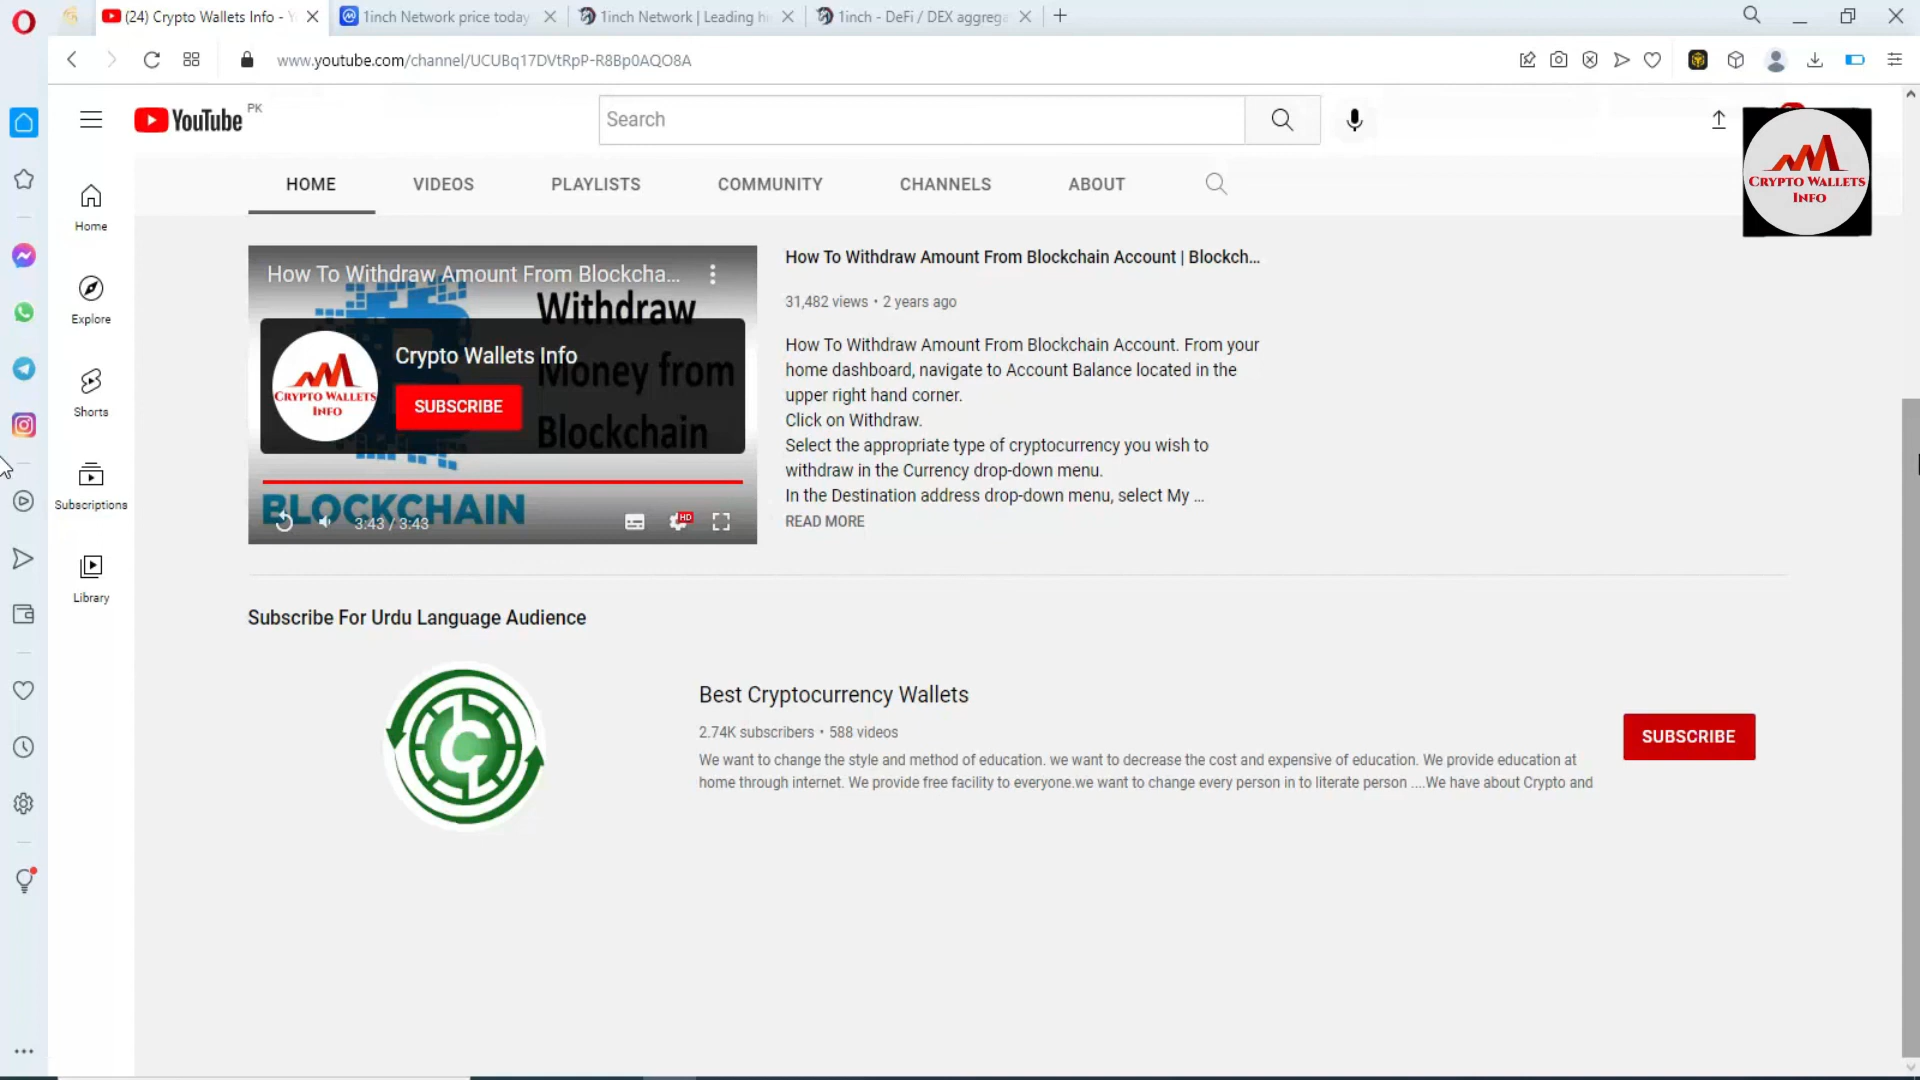 (24) Crypto Wallets Info - Y
1inch Network price today
1inch Network | Leading hi
1inch - DeFi / DEX aggrega
www.youtube.com/channel/UCUBq17DVtRpP-R8Bp0AQO8A
YouTube PK
Search
CRYPTO WALLETS
INFO
HOME
VIDEOS
PLAYLISTS
COMMUNITY
CHANNELS
ABOUT
Home
Explore
Shorts
Subscriptions
Library
How To Withdraw Amount From Blockcha...
Withdraw
Money from
Blockchain
Crypto Wallets Info
SUBSCRIBE
CRYPTO WALLETS
INFO
BLOCKCHAIN
3:43 / 3:43
HD
How To Withdraw Amount From Blockchain Account | Blockch...
31,482 views • 2 years ago
How To Withdraw Amount From Blockchain Account. From your
home dashboard, navigate to Account Balance located in the
upper right hand corner.
Click on Withdraw.
Select the appropriate type of cryptocurrency you wish to
withdraw in the Currency drop-down menu.
In the Destination address drop-down menu, select My ...
READ MORE
Subscribe For Urdu Language Audience
Best Cryptocurrency Wallets
2.74K subscribers • 588 videos
We want to change the style and method of education. we want to decrease the cost and expensive of education. We provide education at
home through internet. We provide free facility to everyone.we want to change every person in to literate person ....We have about Crypto and
SUBSCRIBE